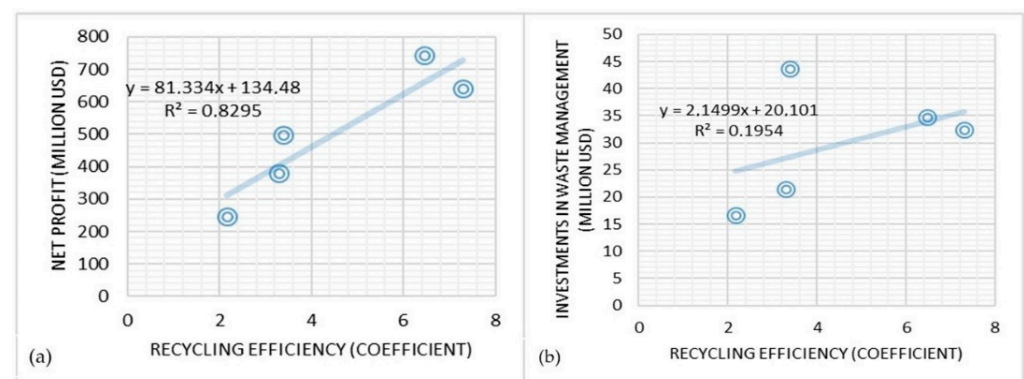 800
700
600
500
400
300
200
100
0
NET PROFIT (MILLION USD)
y = 81.334x + 134.48
R² = 0.8295
0 2 4 6 8
RECYCLING EFFICIENCY (COEFFICIENT)
(a)
50
45
40
35
30
25
20
15
10
5
0
INVESTMENTS IN WASTE MANAGEMENT
(MILLION USD)
y = 2,1499x + 20,101
R² = 0.1954
0 2 4 6 8
RECYCLING EFFICIENCY (COEFFICIENT)
(b)